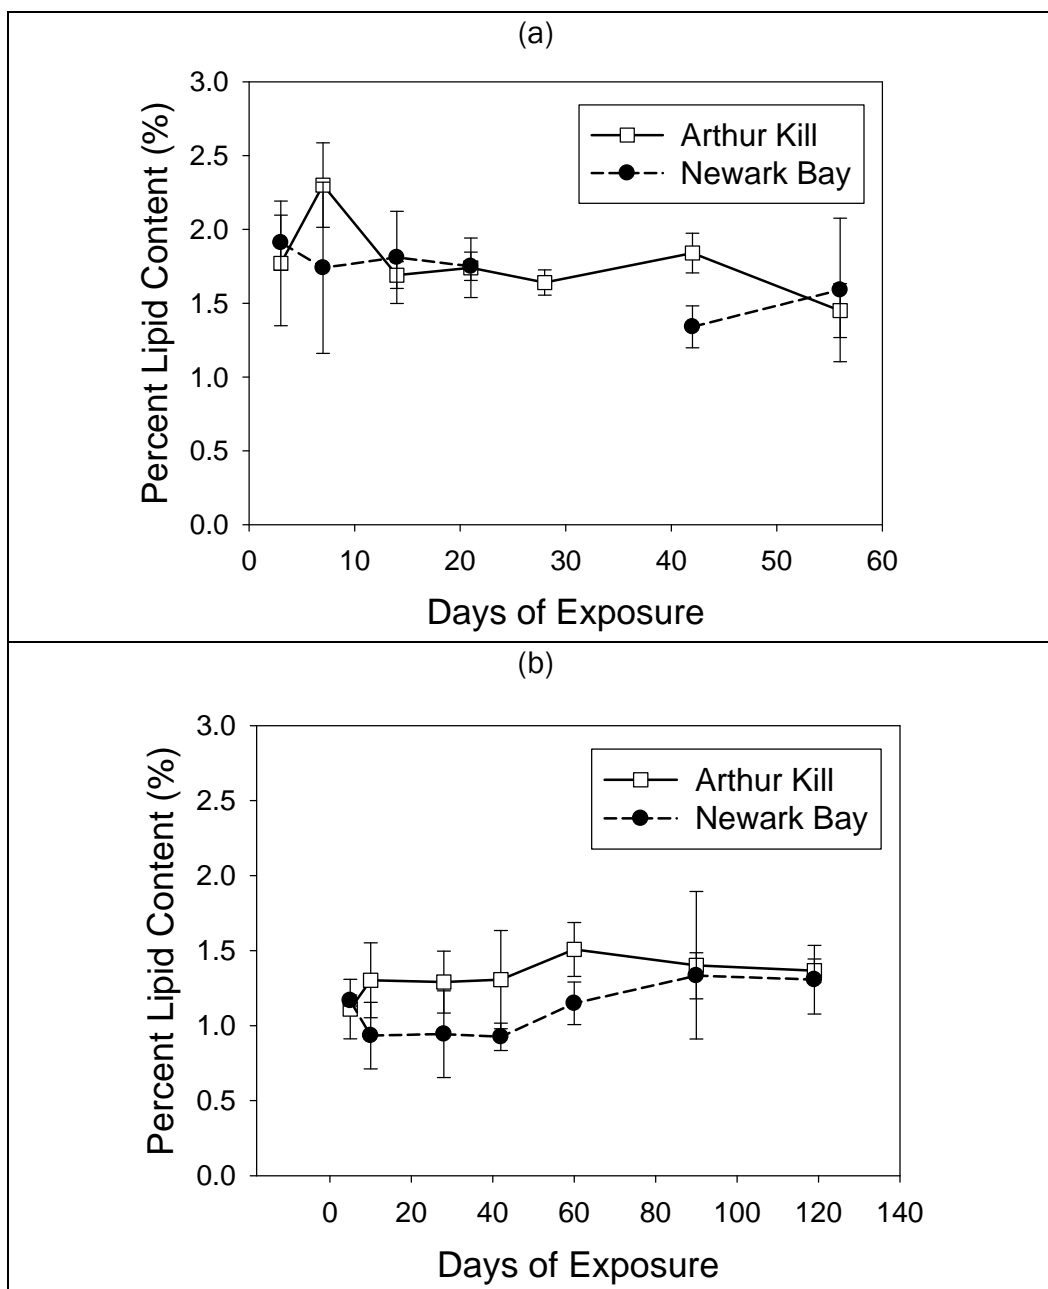 (a)
Percent Lipid Content (%)
3.0
2.5
2.0
1.5
1.0
0.5
0.0
Arthur Kill
Newark Bay
0 10 20 30 40 50 60
Days of Exposure
(b)
Percent Lipid Content (%)
3.0
2.5
2.0
1.5
1.0
0.5
0.0
Arthur Kill
Newark Bay
0 20 40 60 80 100 120 140
Days of Exposure